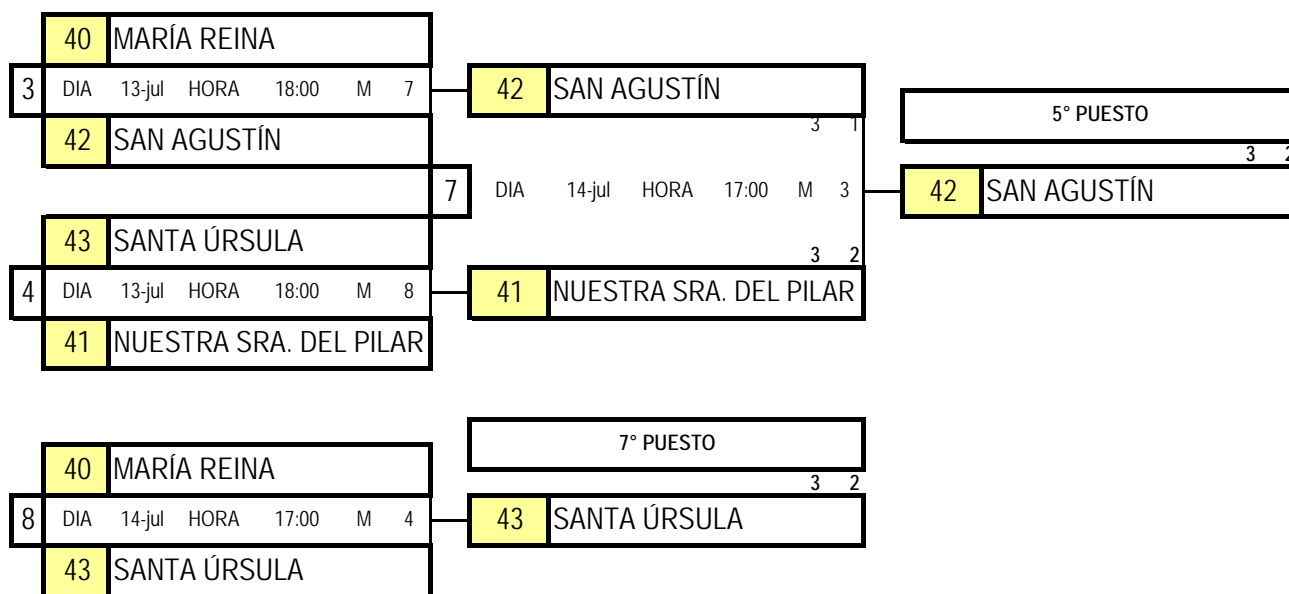 40 MARÍA REINA
3 DIA 13-jul HORA 18:00 M 7
42 SAN AGUSTÍN
42 SAN AGUSTÍN
3 1
5° PUESTO
3 2
7 DIA 14-jul HORA 17:00 M 3
42 SAN AGUSTÍN
43 SANTA ÚRSULA
3 2
4 DIA 13-jul HORA 18:00 M 8
41 NUESTRA SRA. DEL PILAR
41 NUESTRA SRA. DEL PILAR
7° PUESTO
40 MARÍA REINA
3 2
8 DIA 14-jul HORA 17:00 M 4
43 SANTA ÚRSULA
43 SANTA ÚRSULA